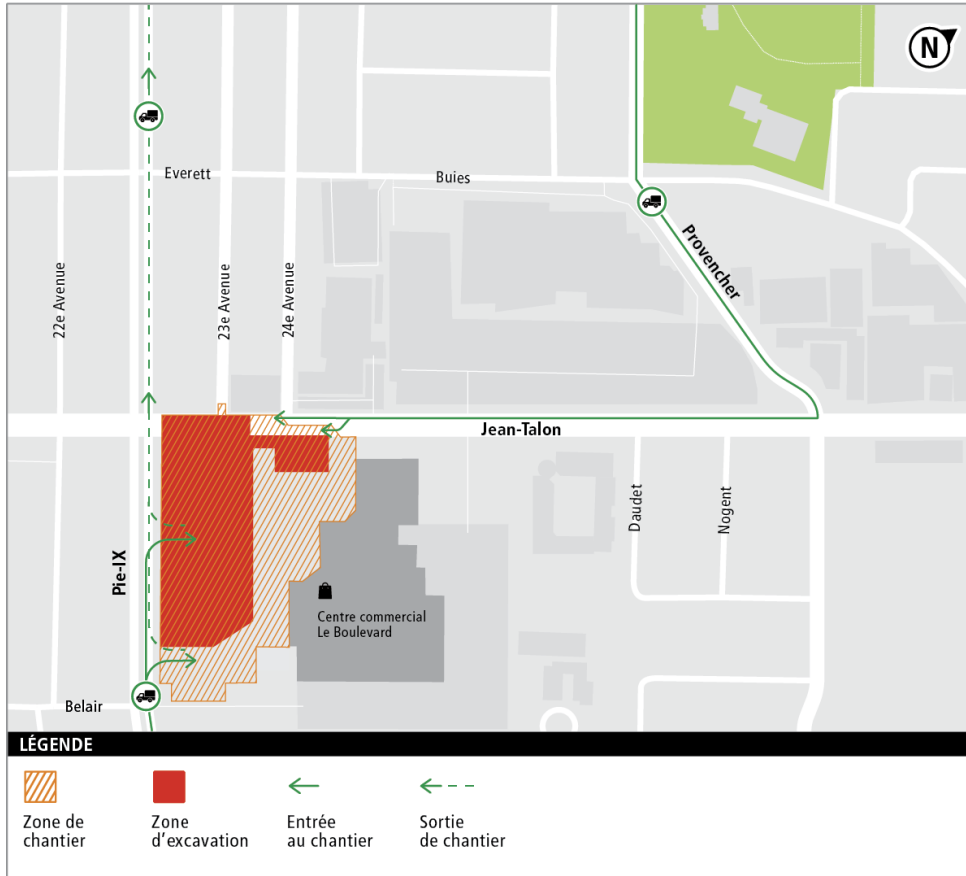 N
Everett
Buies
Provencher
22e Avenue
23e Avenue
24e Avenue
Jean-Talon
Daudet
Nogent
Pie-IX
Centre commercial
Le Boulevard
Belair
LÉGENDE
Zone de
chantier
Zone
d'excavation
Entrée
au chantier
Sortie
de chantier